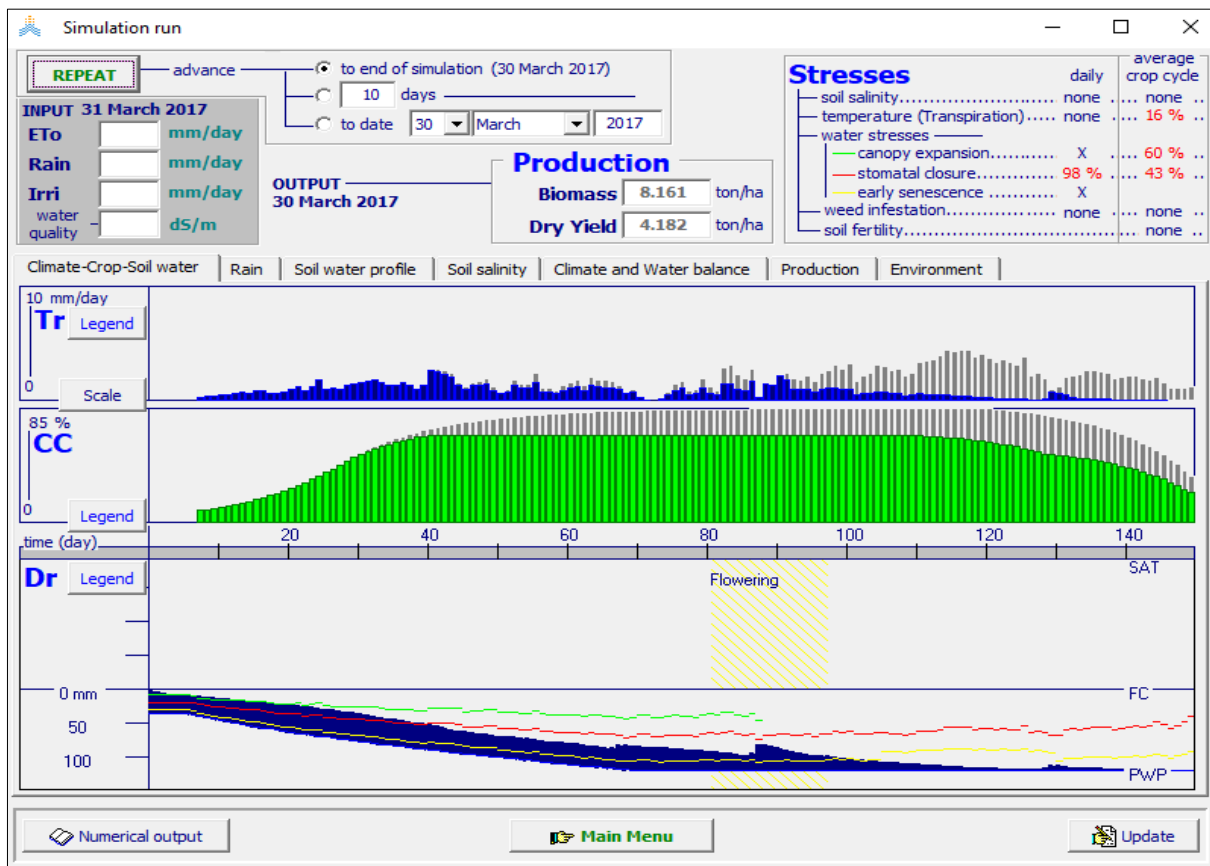 Simulation run
REPEAT
advance
to end of simulation (30 March 2017)
10 days
to date 30 March 2017
INPUT 31 March 2017
ETo mm/day
Rain mm/day
Irri mm/day
water quality dS/m
OUTPUT
30 March 2017
Production
Biomass 8.161 ton/ha
Dry Yield 4.182 ton/ha
Stresses daily average crop cycle
soil salinity.............................. none .... none ..
temperature (Transpiration)..... none .... 16 % ..
water stresses
canopy expansion............. X .... 60 % ..
stomatal closure............... 98 % .... 43 % ..
early senescence ............. X
weed infestation...................... none .... none ..
soil fertility............................................ none ..
Climate-Crop-Soil water Rain Soil water profile Soil salinity Climate and Water balance Production Environment
10 mm/day
Tr Legend
0
Scale
85 %
CC
0
Legend
time (day) 20 40 60 80 100 120 140
Dr Legend
SAT
Flowering
0 mm
FC
50
100
PWP
Numerical output
Main Menu
Update